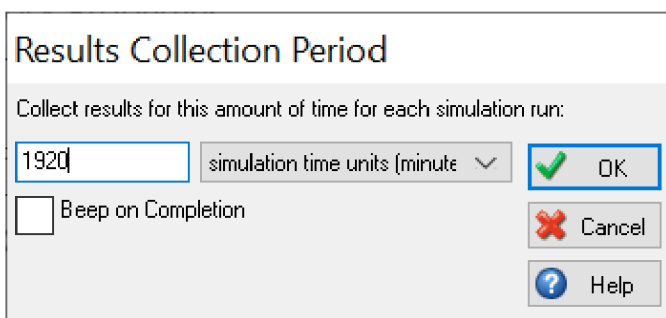 Results Collection Period
Collect results for this amount of time for each simulation run:
1920
simulation time units (minute
OK
Beep on Completion
Cancel
Help